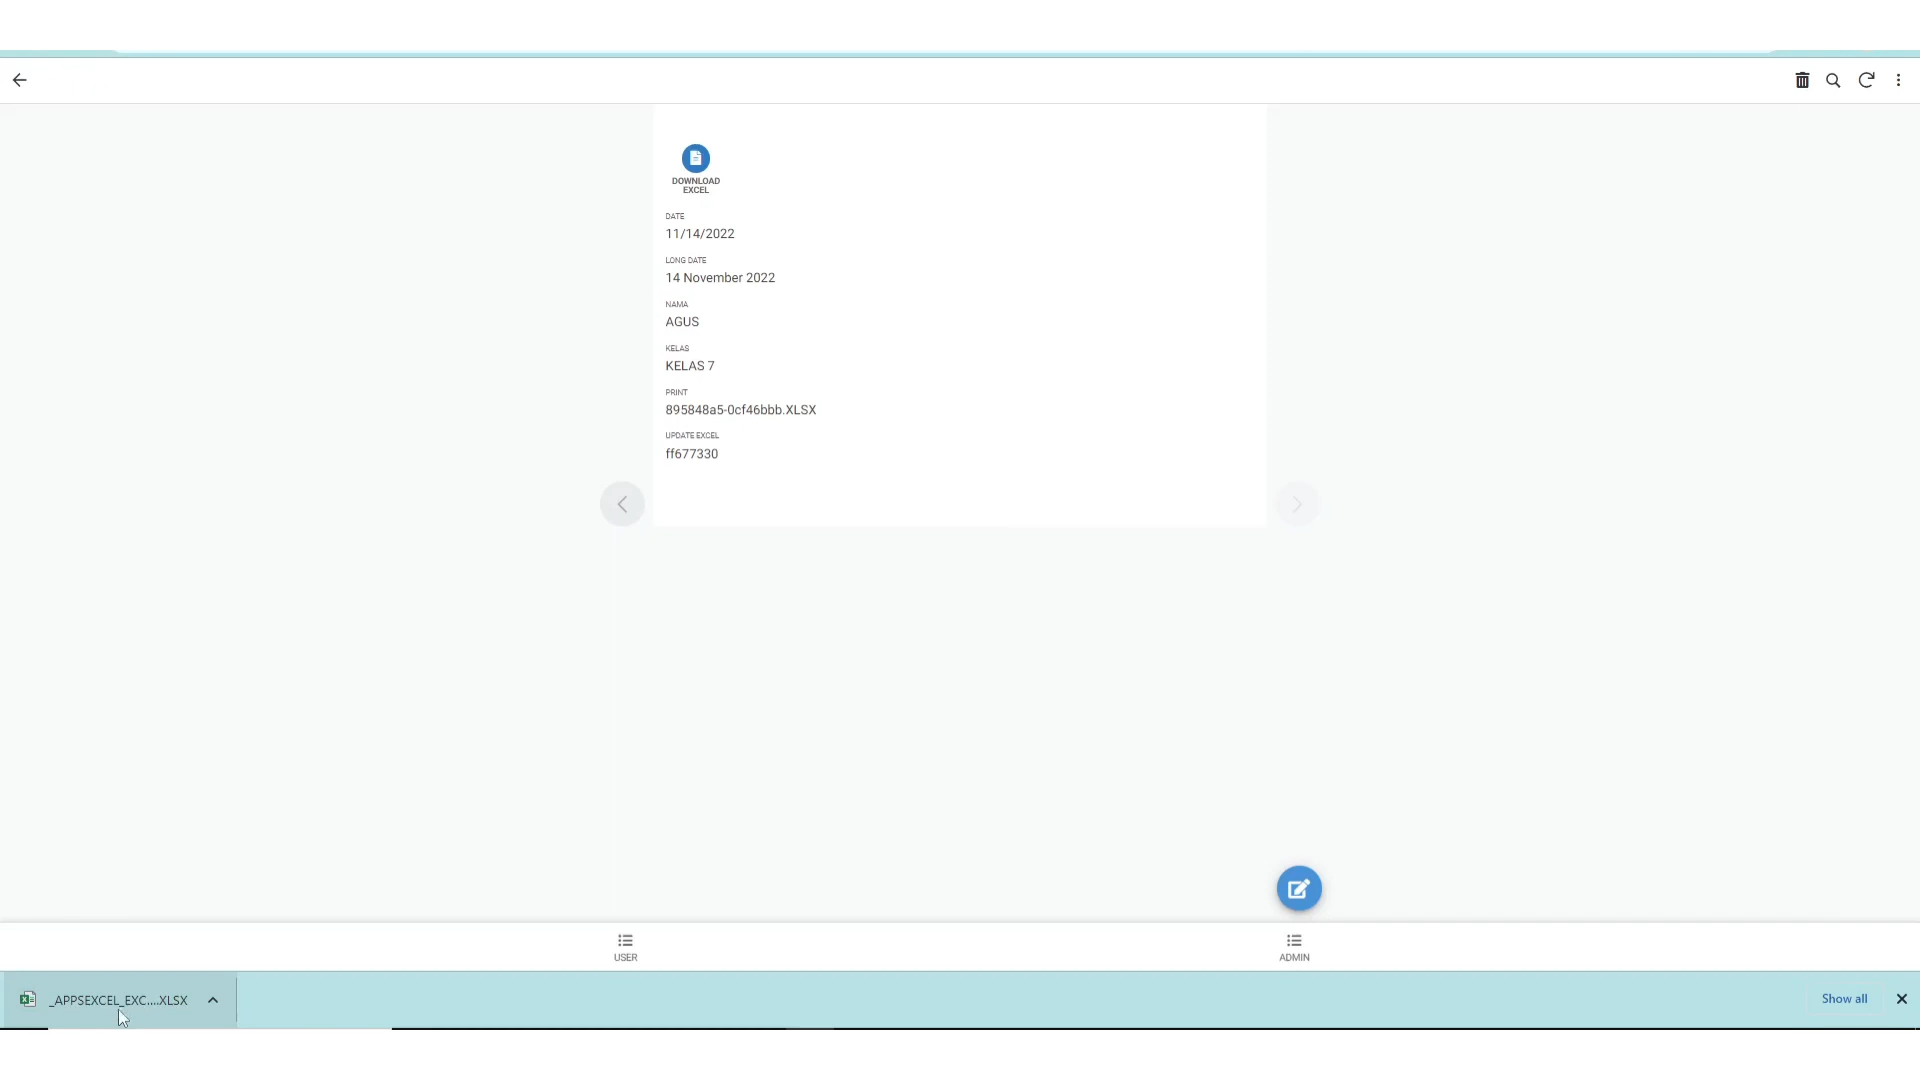 DOWNLOAD
EXCEL
DATE
11/14/2022
LONG DATE
14 November 2022
NAMA
AGUS
KELAS
KELAS 7
PRINT
895848a5-0cf46bbb.XLSX
UPDATE EXCEL
ff677330
USER
ADMIN
_APPSEXCEL_EXC....XLSX
Show all